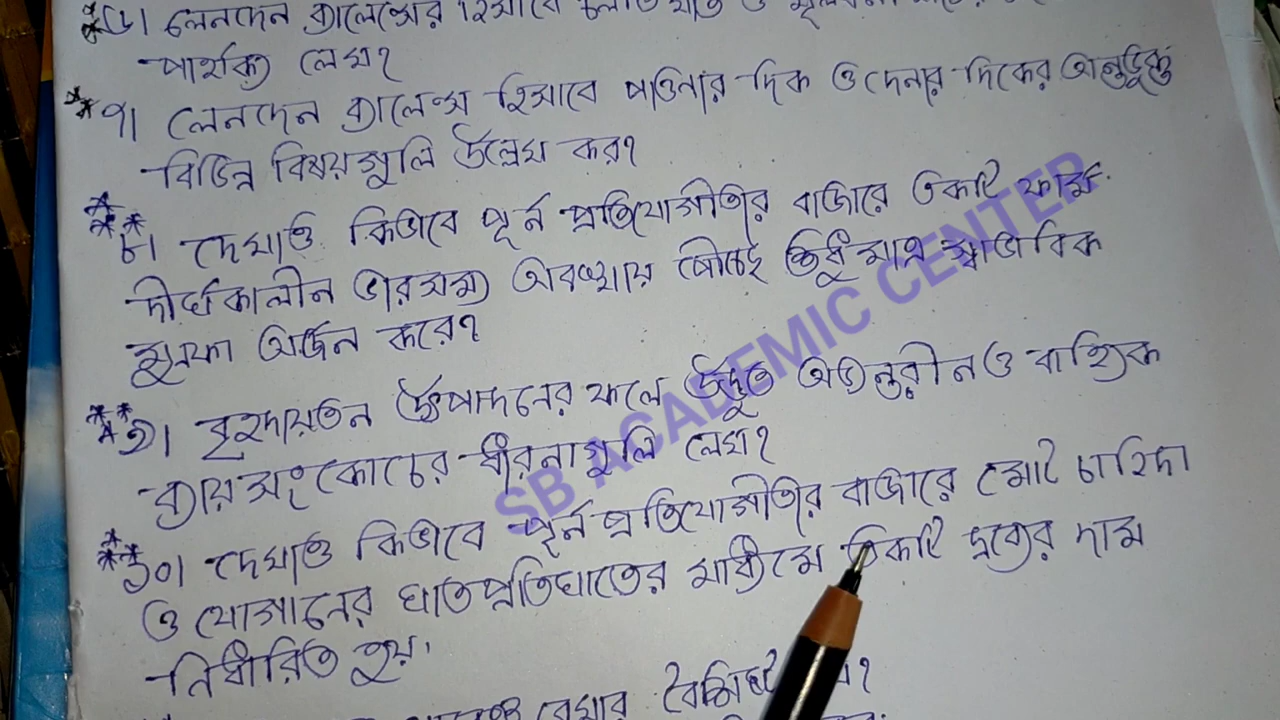 ৬। লেনদেন ব্যালেন্সের হিসাবে চলতি খাত ও মূলধনী
পার্থক্য লেখ?
** ৭। লেনদেন ব্যালেন্স হিসাবে পাওনার দিক ও দেনার দিকের অন্তর্ভুক্ত
বিভিন্ন বিষয়গুলি উল্লেখ কর?
*** ৮। দেখাও কিভাবে পূর্ন প্রতিযোগীতার বাজারে একটি ফার্ম
দীর্ঘকালীন ভারসাম্য অবস্থায় পৌঁছেই শুধুমাত্র স্বাভাবিক
মুনাফা অর্জন করে?
*** ৯। বৃহদায়তন উৎপাদনের ফলে উদ্ভূত অভ্যন্তরীন ও বাহ্যিক
ব্যয়সংকোচের ধারনাগুলি লেখ?
*** ১০। দেখাও কিভাবে পূর্ন প্রতিযোগীতার বাজারে মোট চাহিদা
ও যোগানের ঘাতপ্রতিঘাতের মাধ্যমে একটি দ্রব্যের দাম
নির্ধারিত হয়।
রেখার বৈশিষ্ট্য
SB ACADEMIC CENTER